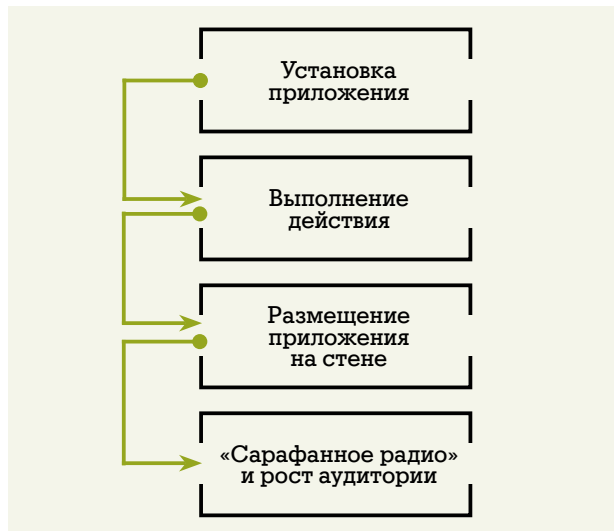 Установка
приложения
Выполнение
действия
Размещение
приложения
на стене
«Сарафанное радио»
и рост аудитории